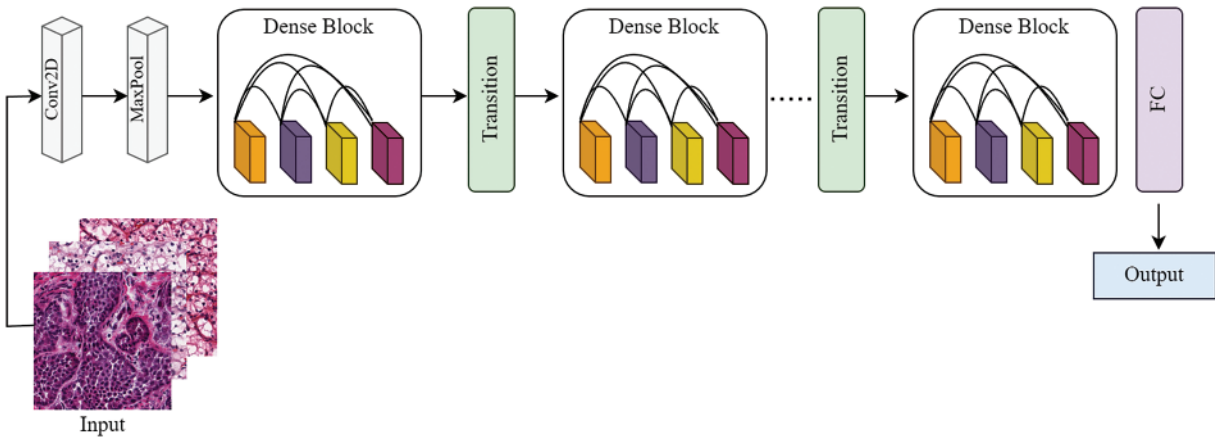 Conv2D
MaxPool
Dense Block
Transition
Dense Block
Transition
Dense Block
FC
Output
Input